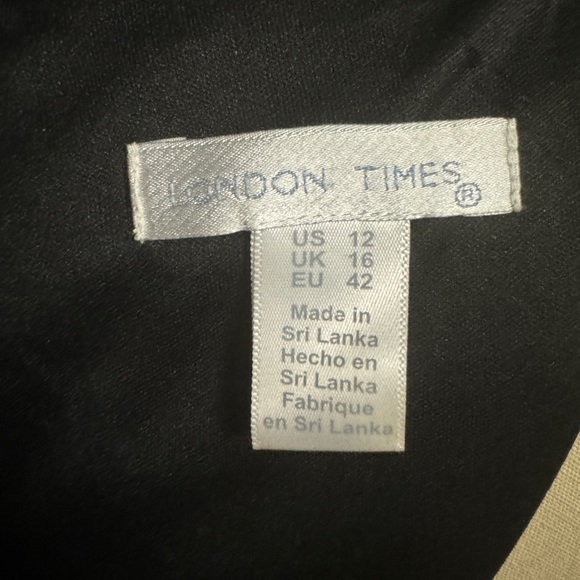 LONDON TIMES®
US 12
UK 16
EU 42
Made in
Sri Lanka
Hecho en
Sri Lanka
Fabrique
en Sri Lanka